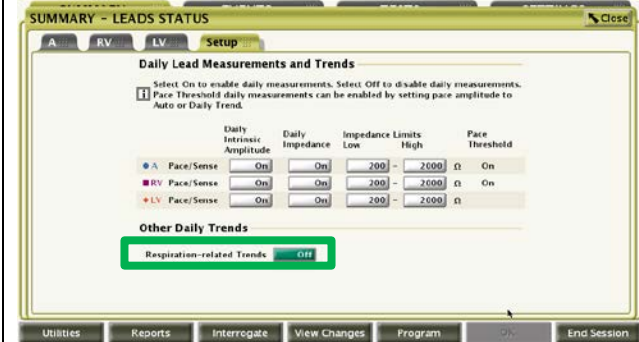 SUMMARY - LEADS STATUS
Close
A RV LV Setup
Daily Lead Measurements and Trends
Select On to enable daily measurements. Select Off to disable daily measurements.
i Pace Threshold daily measurements can be enabled by setting pace amplitude to
Auto or Daily Trend.
Daily Intrinsic Amplitude Daily Impedance Impedance Limits Low High Pace Threshold
A Pace/Sense On On 200 - 2000 Ω On
RV Pace/Sense On On 200 - 2000 Ω On
LV Pace/Sense On On 200 - 2000 Ω
Other Daily Trends
Respiration-related Trends Off
Utilities Reports Interrogate View Changes Program End Session